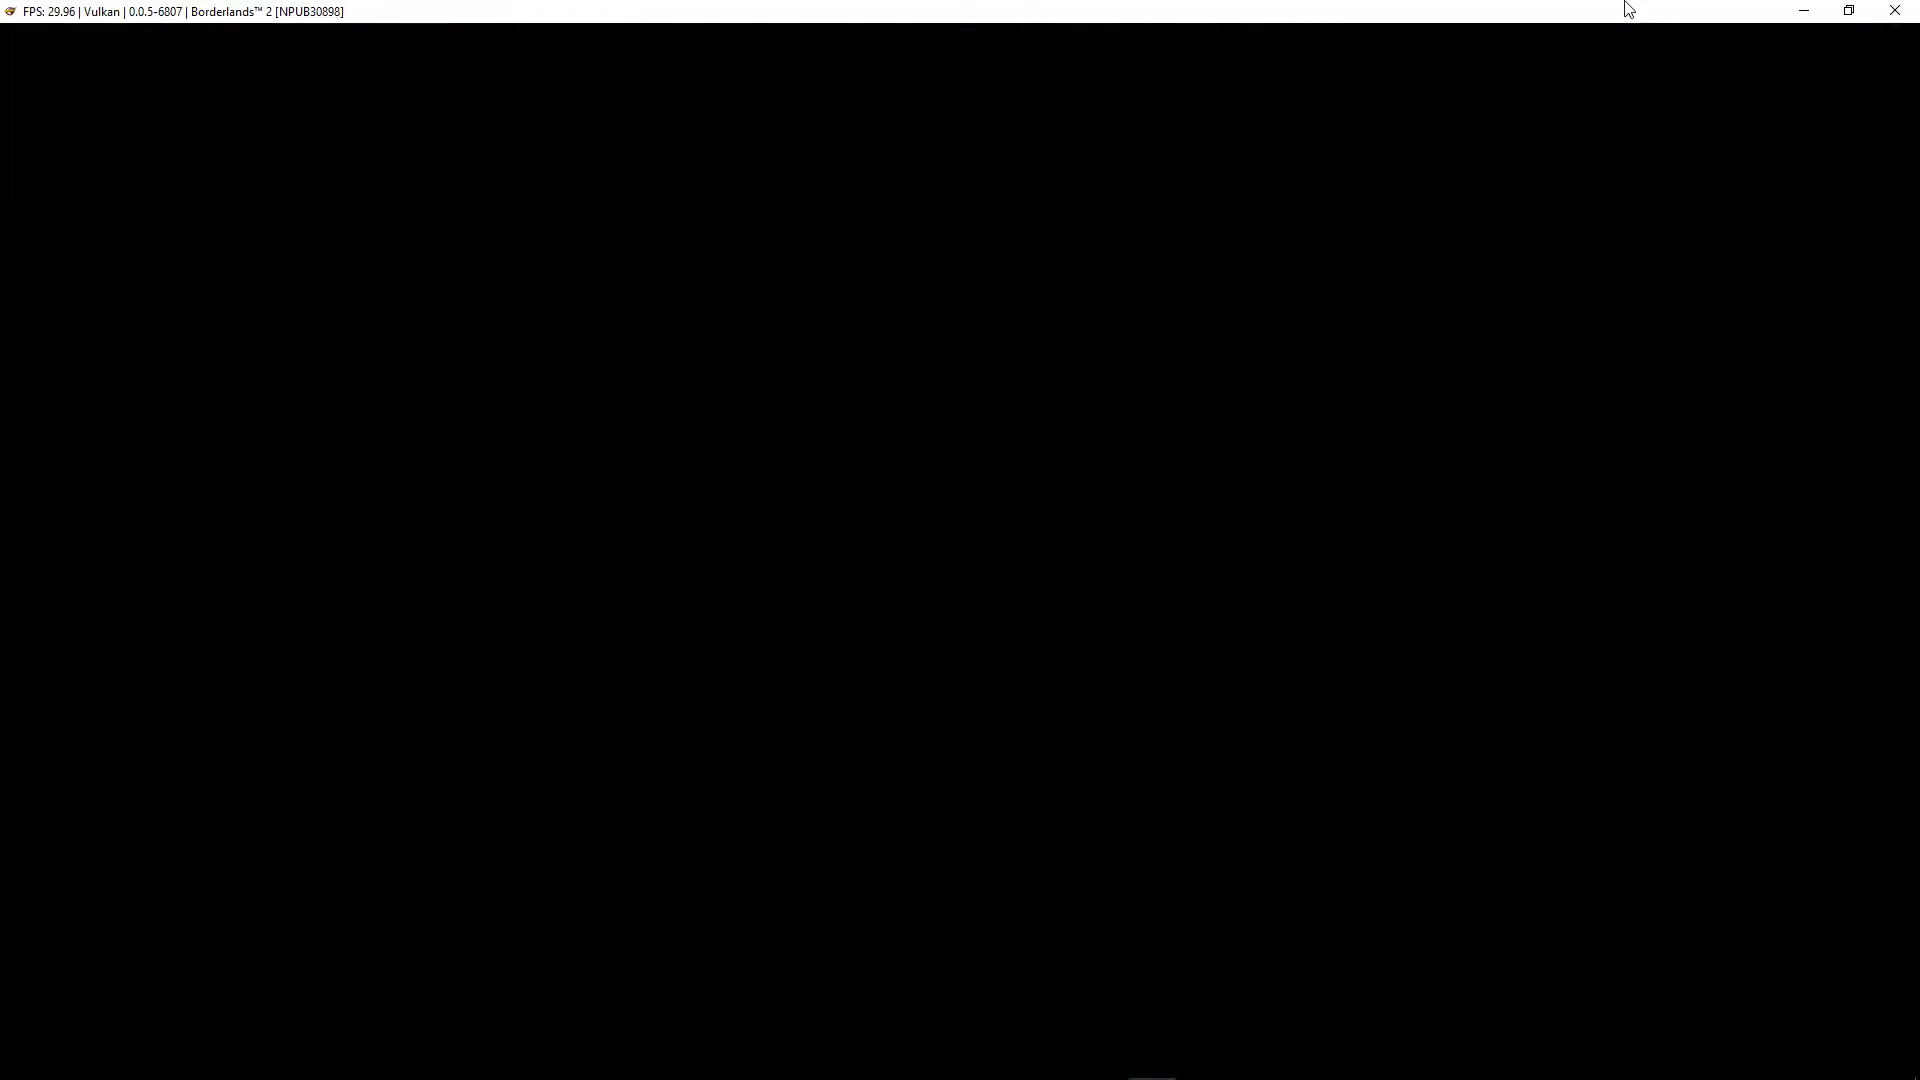 FPS: 29.96 | Vulkan | 0.0.5-6807 | Borderlands™ 2 [NPUB30898]